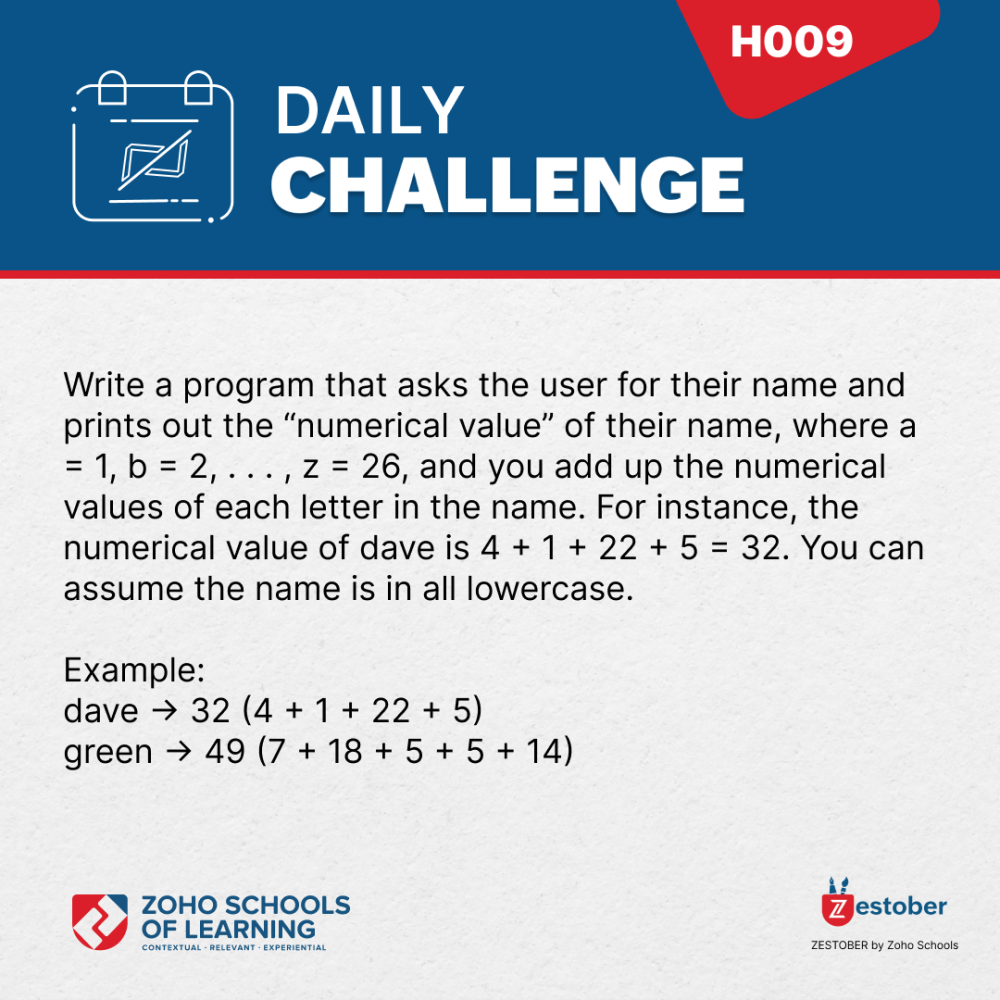 H009
DAILY
CHALLENGE
Write a program that asks the user for their name and
prints out the “numerical value” of their name, where a
= 1, b = 2, . . . , z = 26, and you add up the numerical
values of each letter in the name. For instance, the
numerical value of dave is 4 + 1 + 22 + 5 = 32. You can
assume the name is in all lowercase.
Example:
dave → 32 (4 + 1 + 22 + 5)
green → 49 (7 + 18 + 5 + 5 + 14)
ZOHO SCHOOLS
OF LEARNING
CONTEXTUAL · RELEVANT · EXPERIENTIAL
Zestober
ZESTOBER by Zoho Schools